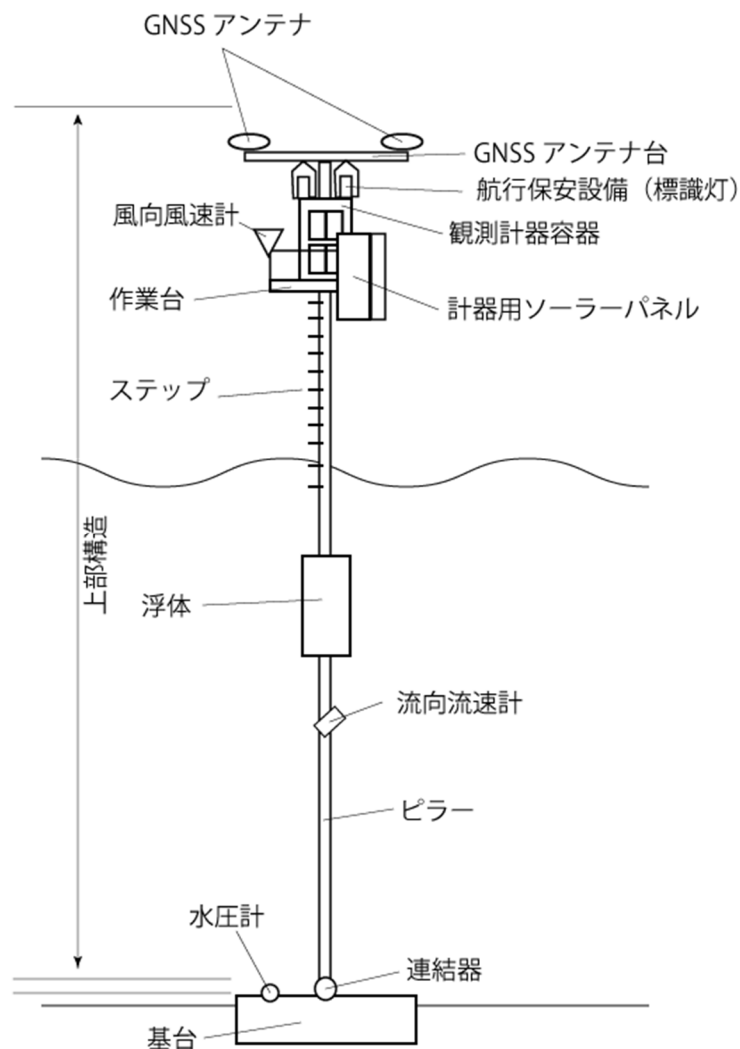 GNSS アンテナ
GNSS アンテナ台
航行保安設備（標識灯）
風向風速計
観測計器容器
作業台
計器用ソーラーパネル
ステップ
上部構造
浮体
流向流速計
ピラー
水圧計
連結器
基台